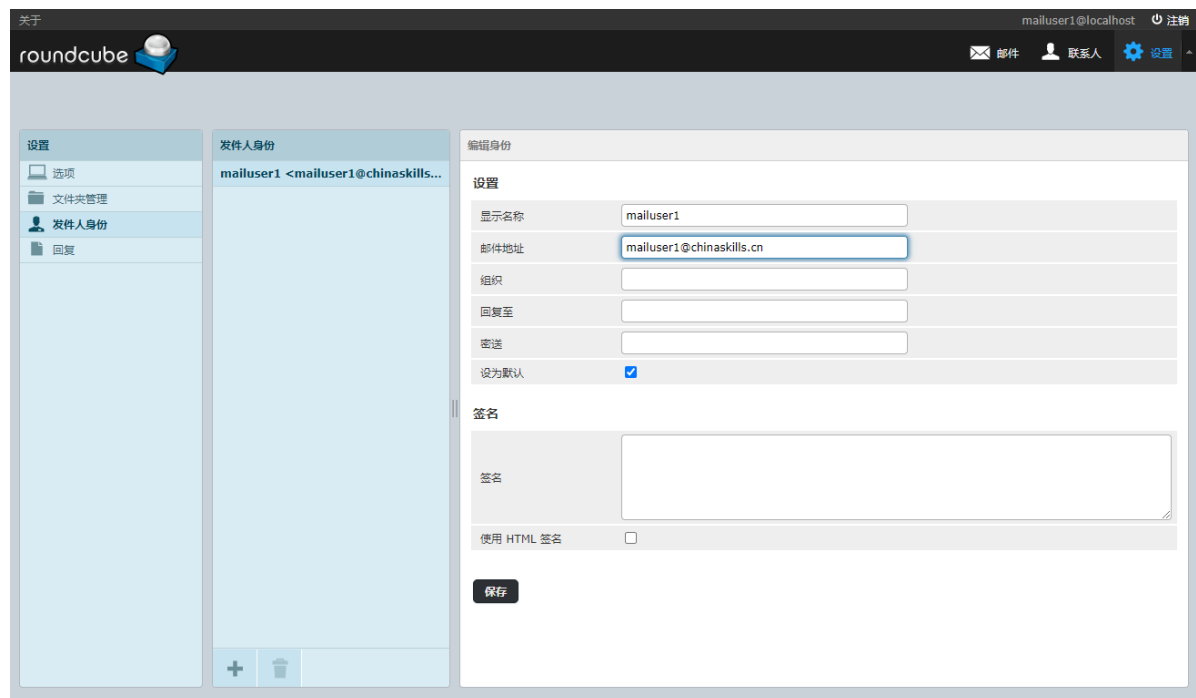 关于
mailuser1@localhost 注销
roundcube
邮件 联系人 设置
设置
选项
文件夹管理
发件人身份
回复
发件人身份
mailuser1 <mailuser1@chinaskills...
编辑身份
设置
显示名称 mailuser1
邮件地址 mailuser1@chinaskills.cn
组织
回复至
密送
设为默认
签名
签名
使用 HTML 签名
保存